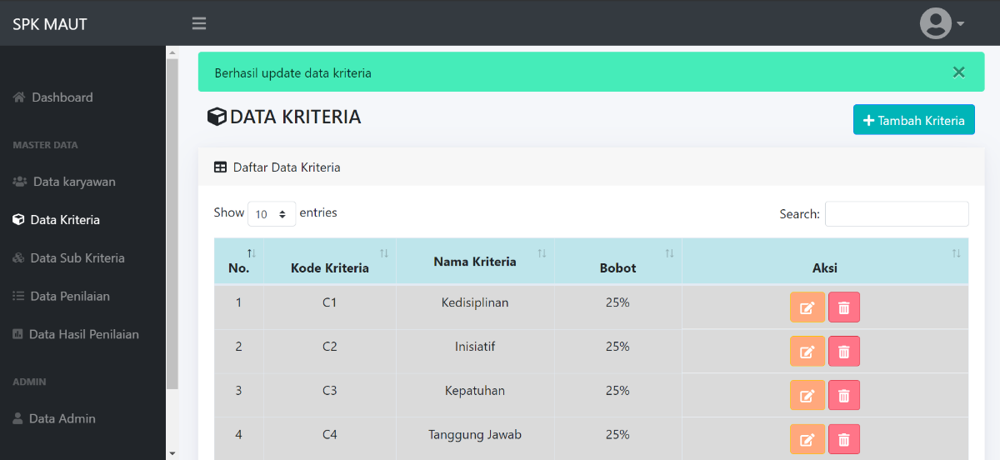 SPK MAUT
Dashboard
MASTER DATA
Data karyawan
Data Kriteria
Data Sub Kriteria
Data Penilaian
Data Hasil Penilaian
ADMIN
Data Admin
Berhasil update data kriteria
DATA KRITERIA
Tambah Kriteria
Daftar Data Kriteria
Show 10 entries
Search:
No. Kode Kriteria Nama Kriteria Bobot Aksi
1 C1 Kedisiplinan 25%
2 C2 Inisiatif 25%
3 C3 Kepatuhan 25%
4 C4 Tanggung Jawab 25%